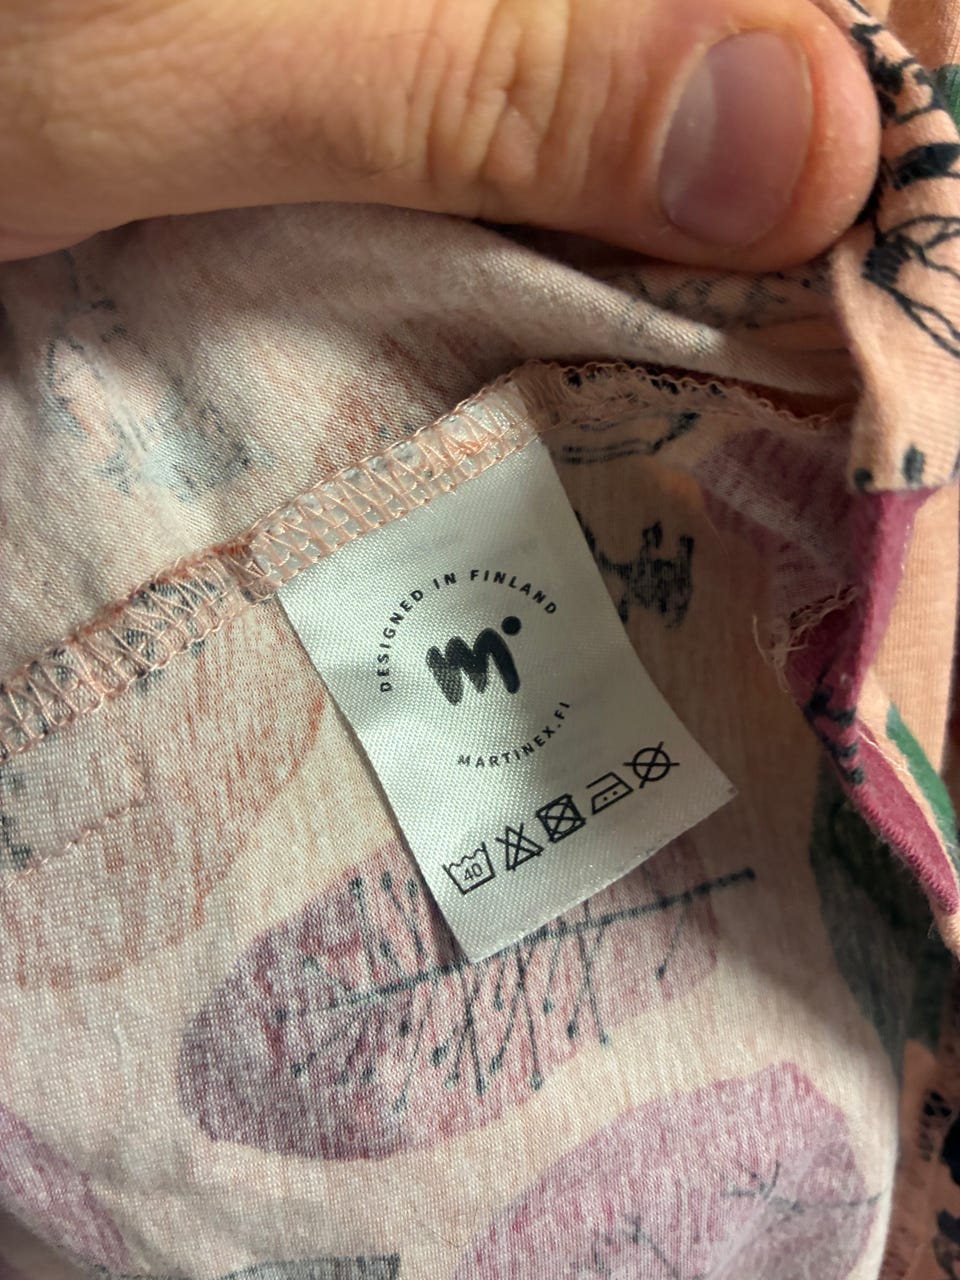 DESIGNED IN FINLAND
m
MARTINEX.FI
40